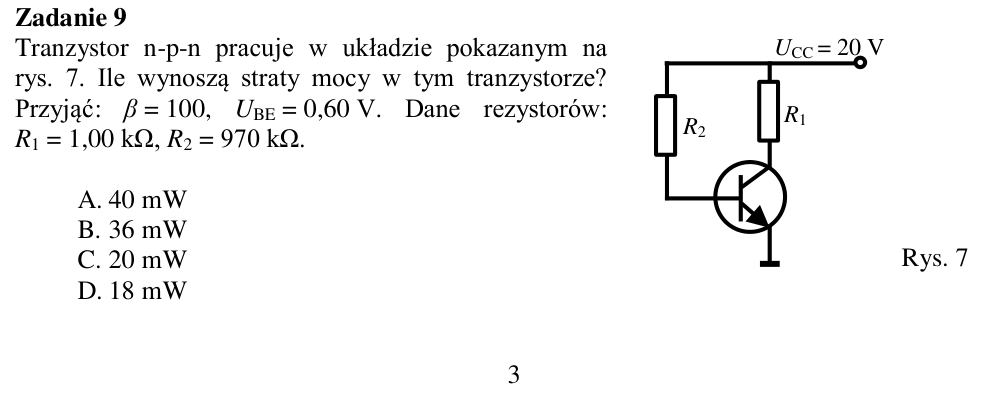 Zadanie 9
Tranzystor n-p-n pracuje w układzie pokazanym na
rys. 7. Ile wynoszą straty mocy w tym tranzystorze?
Przyjąć: β = 100, UBE = 0,60 V. Dane rezystorów:
R1 = 1,00 kΩ, R2 = 970 kΩ.
A. 40 mW
B. 36 mW
C. 20 mW
D. 18 mW
UCC = 20 V
R2
R1
Rys. 7
3